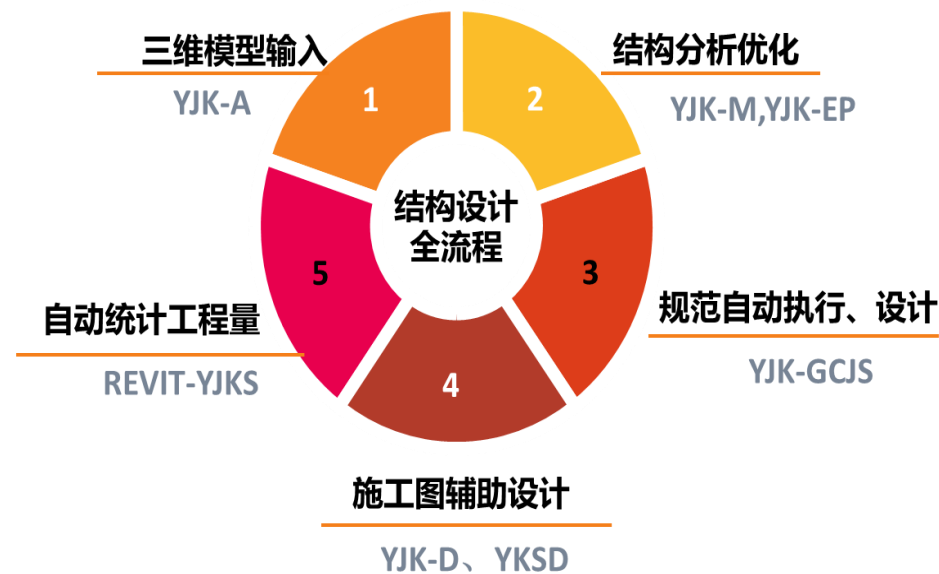 三维模型输入
YJK-A
1
2
结构分析优化
YJK-M,YJK-EP
结构设计
全流程
3
规范自动执行、设计
YJK-GCJS
4
施工图辅助设计
YJK-D、YKSD
5
自动统计工程量
REVIT-YJKS